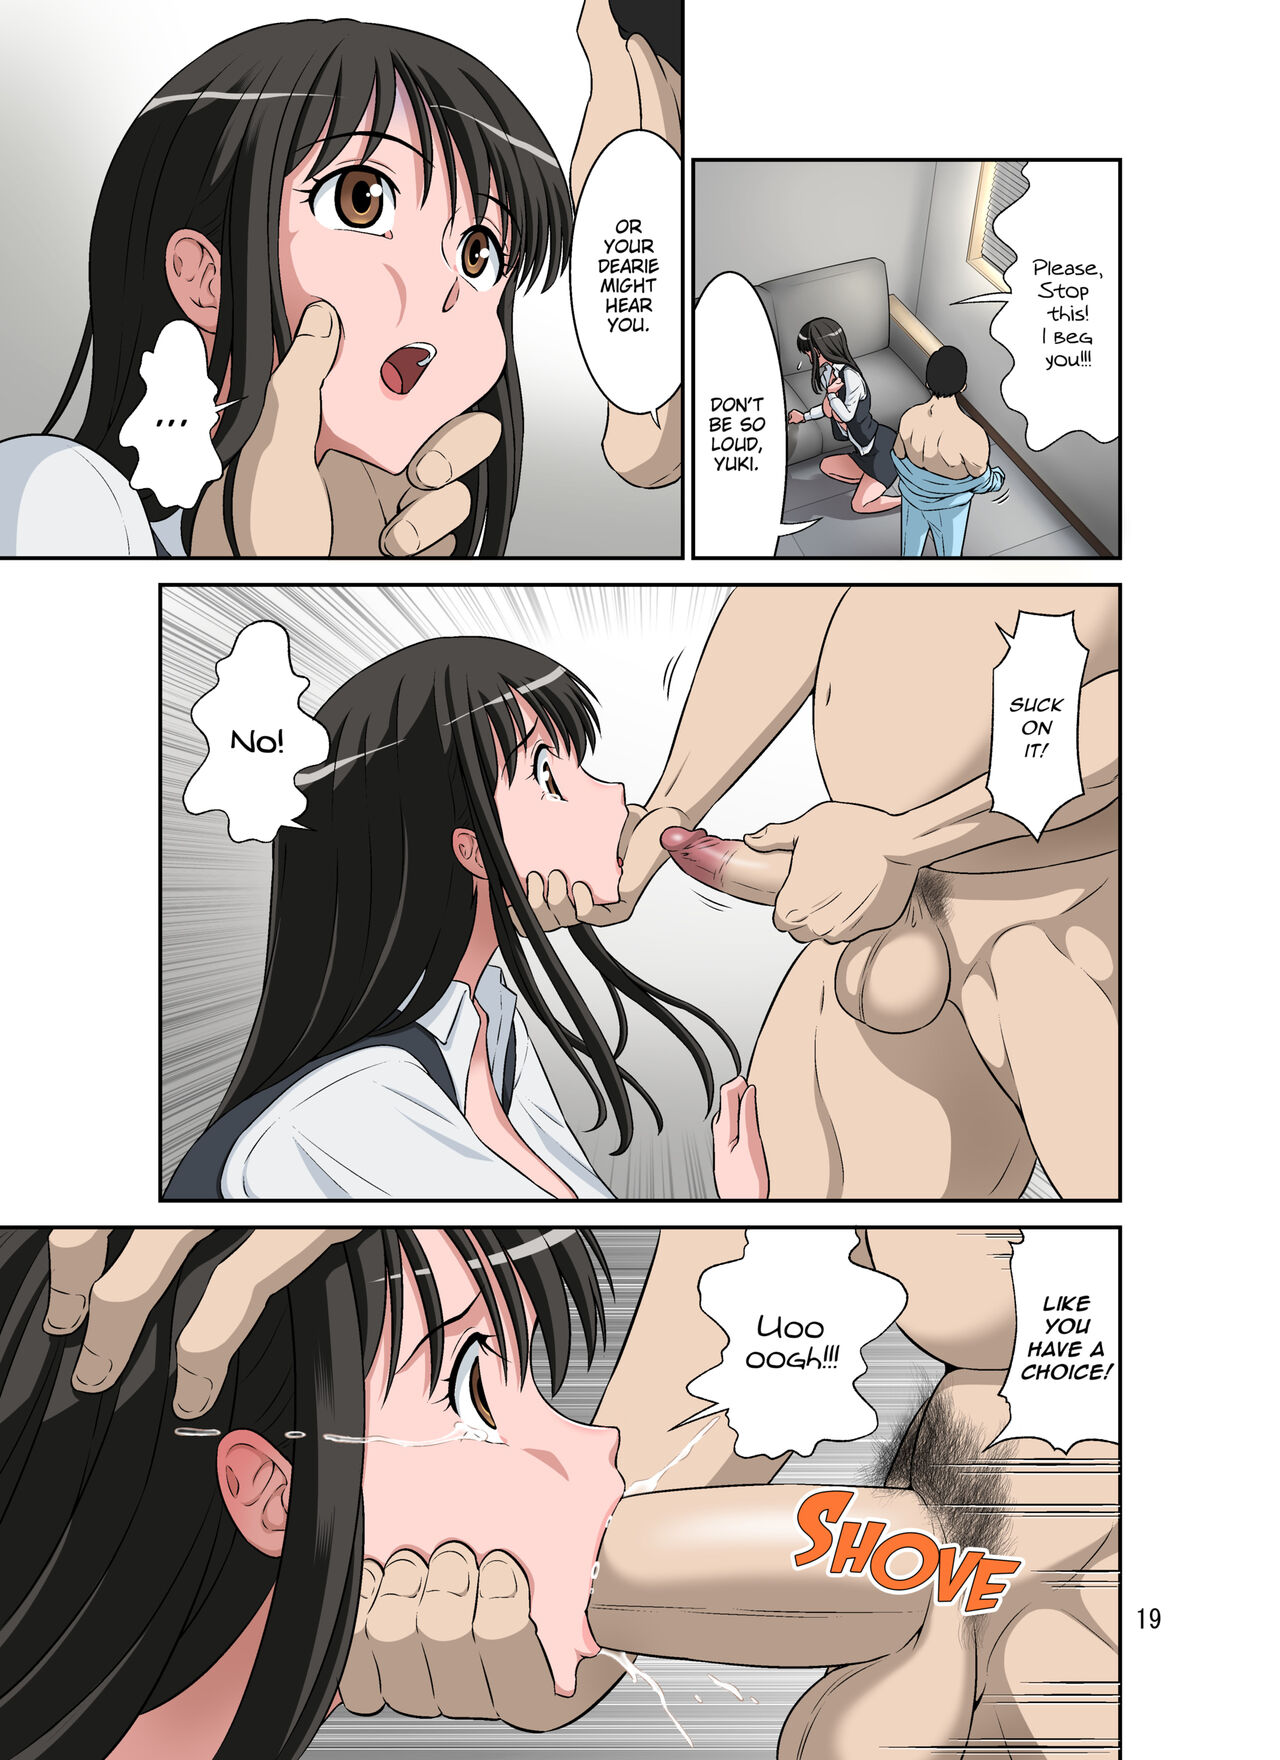 Please,
Stop
this!
I beg
you!!!
DON'T
BE SO
LOUD,
YUKI.
OR
YOUR
DEARIE
MIGHT
HEAR
YOU.
...
SUCK
ON
IT!
No!
LIKE
YOU
HAVE A
CHOICE!
Uoo
oogh!!!
SHOVE
19